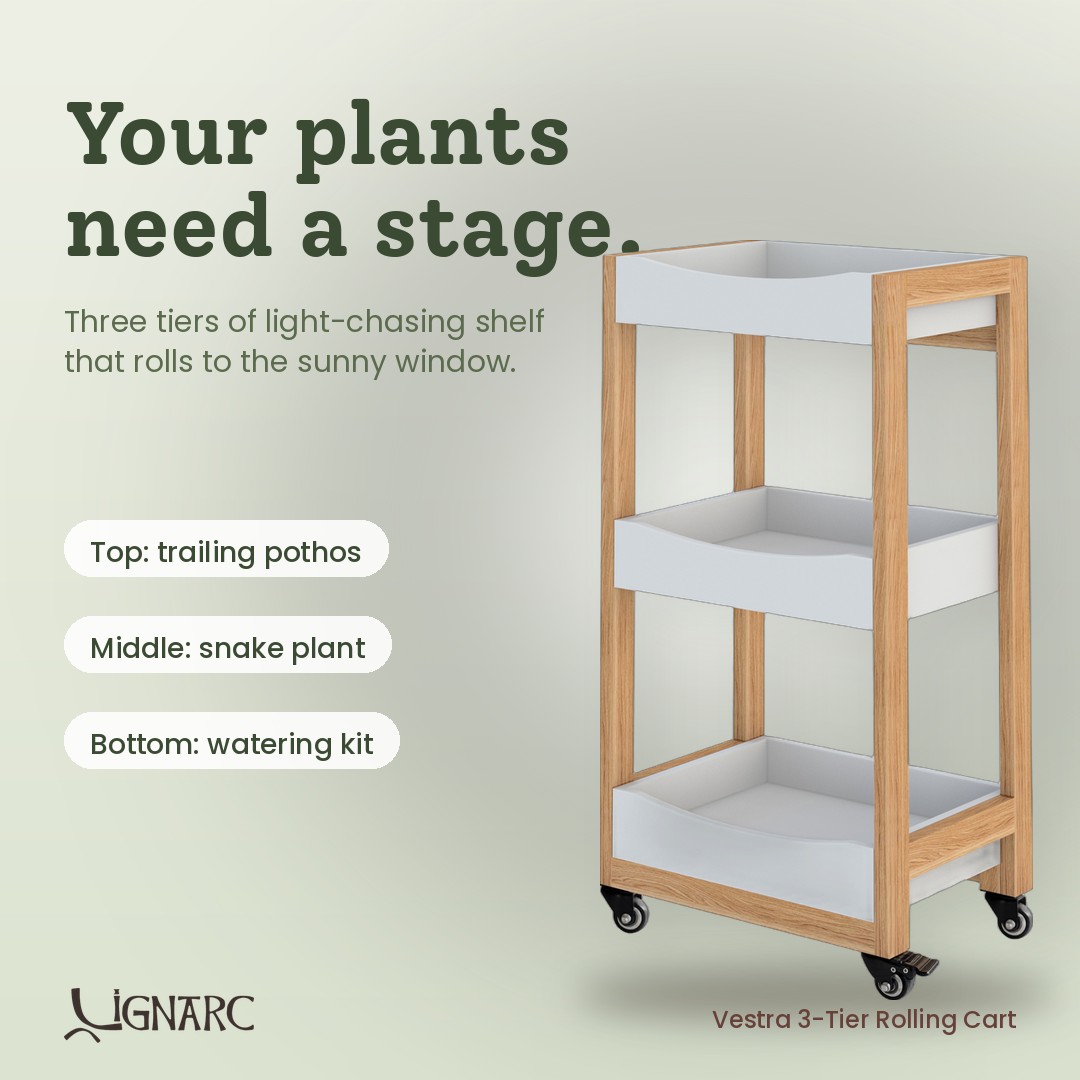 Your plants
need a stage.
Three tiers of light-chasing shelf
that rolls to the sunny window.
Top: trailing pothos
Middle: snake plant
Bottom: watering kit
LIGNARC
Vestra 3-Tier Rolling Cart